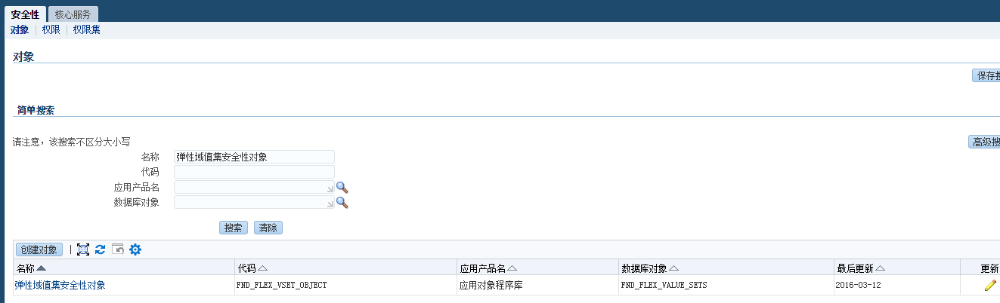 安全性 核心服务
对象 权限 权限集
对象
保存
简单搜索
请注意，该搜索不区分大小写
高级搜
名称 弹性域值集安全性对象
代码
应用产品名
数据库对象
搜索 清除
创建对象
名称 代码 应用产品名 数据库对象 最后更新 更新
弹性域值集安全性对象 FND_FLEX_VSET_OBJECT 应用对象程序库 FND_FLEX_VALUE_SETS 2016-03-12